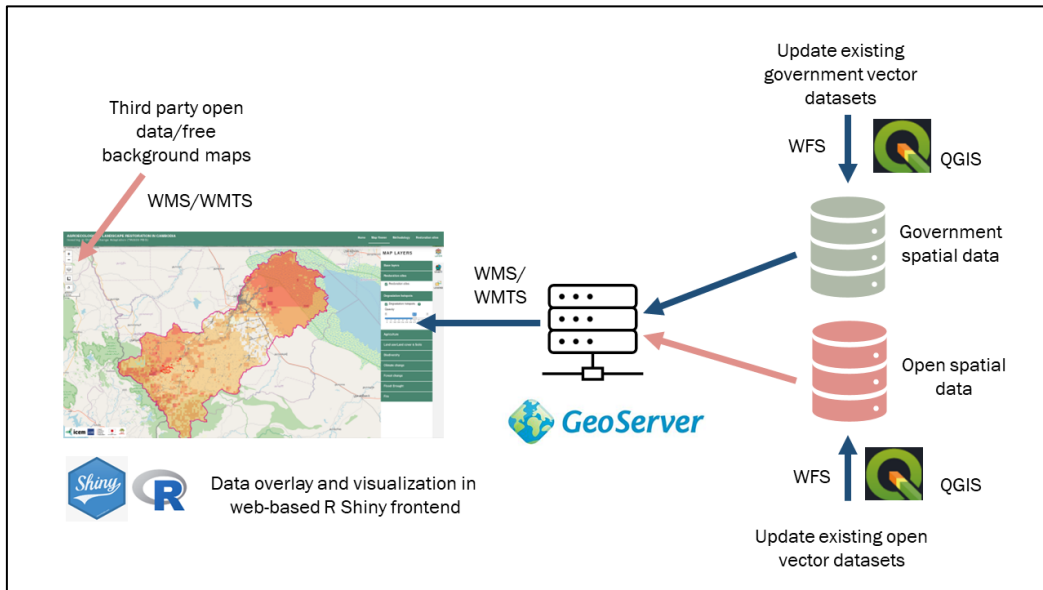 Update existing
government vector
datasets
Third party open
data/free
background maps
WFS
QGIS
WMS/WMTS
Government
spatial data
MAP LAYERS
WMS/
WMTS
Open spatial
data
GeoServer
icem
Shiny
R
Data overlay and visualization in
web-based R Shiny frontend
WFS
QGIS
Update existing open
vector datasets